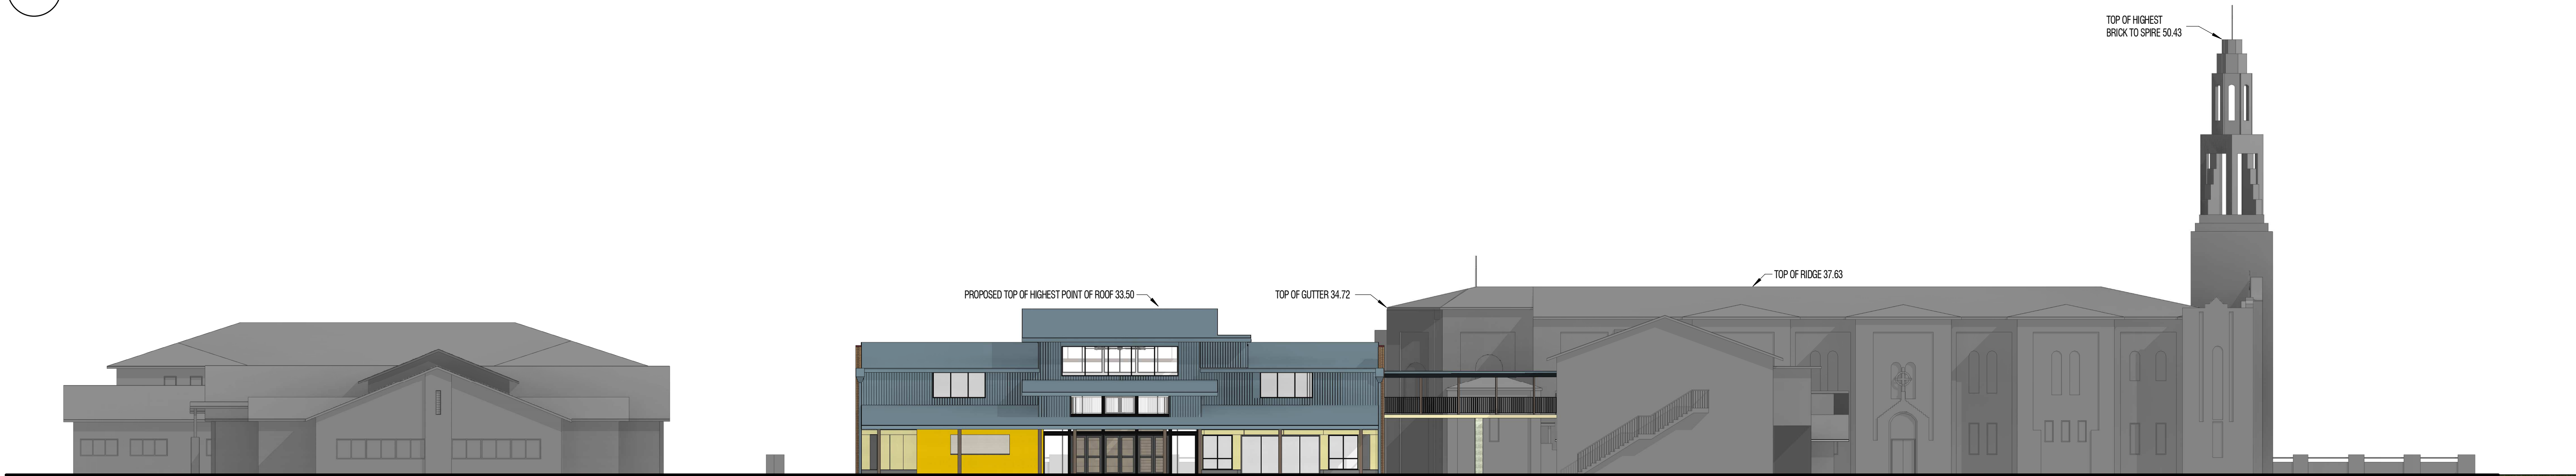 TOP OF HIGHEST
BRICK TO SPIRE 50.43
TOP OF RIDGE 37.63
PROPOSED TOP OF HIGHEST POINT OF ROOF 33.50
TOP OF GUTTER 34.72